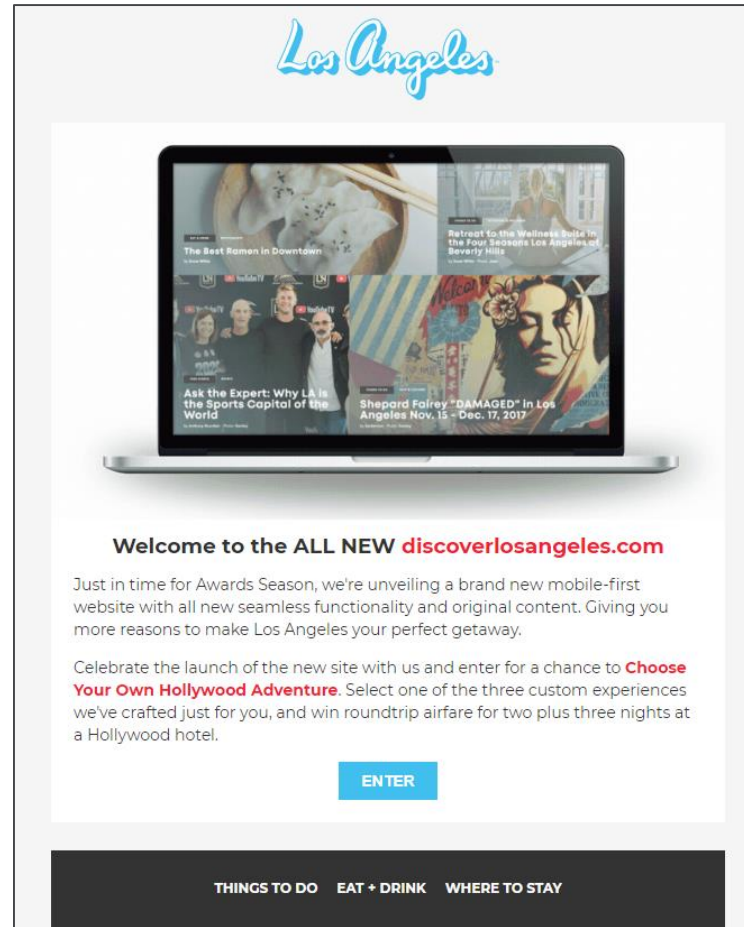 Los Angeles
The Best Ramen in Downtown
Retreat to the Wellness Suite in
the Four Seasons Los Angeles at
Beverly Hills
YouTube TV
Welcome
TO
Ask the Expert: Why LA is
the Sports Capital of the
World
Shepard Fairey "DAMAGED" in Los
Angeles Nov. 15 - Dec. 17, 2017
Welcome to the ALL NEW discoverlosangeles.com
Just in time for Awards Season, we're unveiling a brand new mobile-first
website with all new seamless functionality and original content. Giving you
more reasons to make Los Angeles your perfect getaway.
Celebrate the launch of the new site with us and enter for a chance to Choose
Your Own Hollywood Adventure. Select one of the three custom experiences
we've crafted just for you, and win roundtrip airfare for two plus three nights at
a Hollywood hotel.
ENTER
THINGS TO DO EAT + DRINK WHERE TO STAY